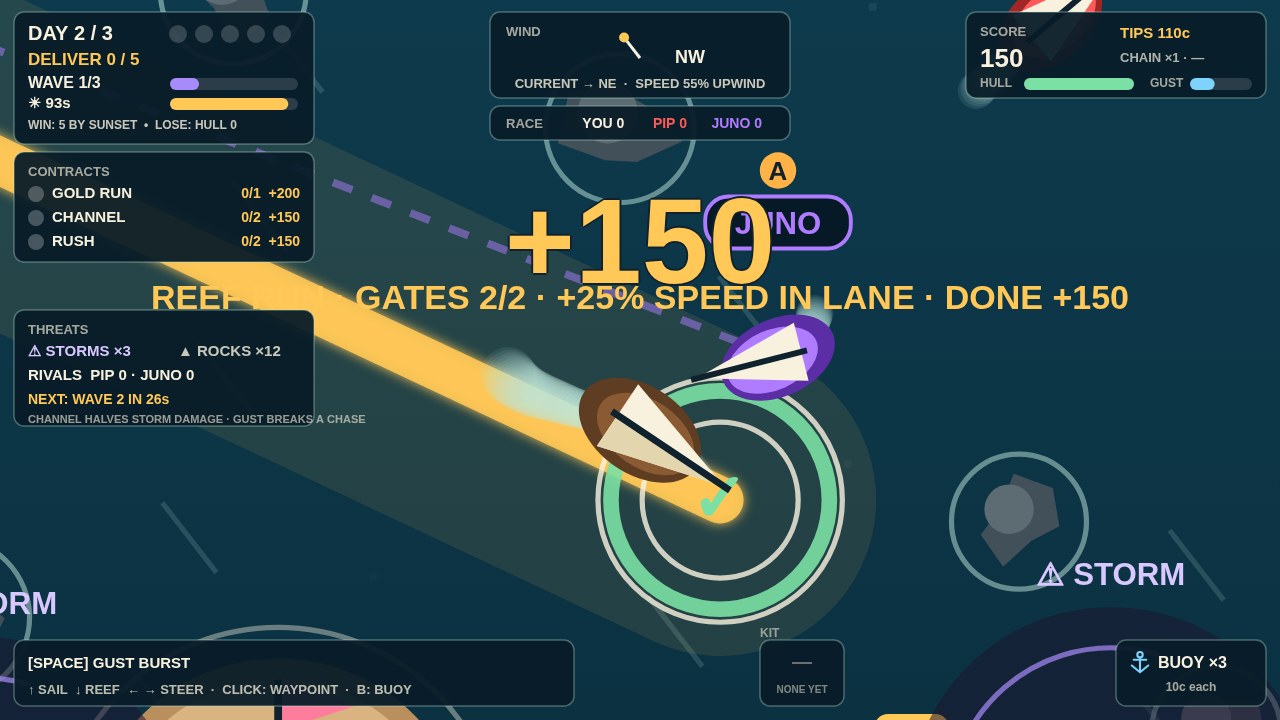 DAY 2 / 3
DELIVER 0 / 5
WAVE 1/3
☀ 93s
WIN: 5 BY SUNSET • LOSE: HULL 0
WIND
NW
CURRENT → NE · SPEED 55% UPWIND
RACE YOU 0 PIP 0 JUNO 0
SCORE TIPS 110c
150 CHAIN ×1 · —
HULL GUST
CONTRACTS
GOLD RUN 0/1 +200
CHANNEL 0/2 +150
RUSH 0/2 +150
A
JUNO
+150
REEF RUN · GATES 2/2 · +25% SPEED IN LANE · DONE +150
THREATS
⚠ STORMS ×3 ▲ ROCKS ×12
RIVALS PIP 0 · JUNO 0
NEXT: WAVE 2 IN 26s
CHANNEL HALVES STORM DAMAGE · GUST BREAKS A CHASE
✓
⚠ STORM
ORM
[SPACE] GUST BURST
↑ SAIL ↓ REEF ← → STEER · CLICK: WAYPOINT · B: BUOY
KIT
—
NONE YET
BUOY ×3
10c each